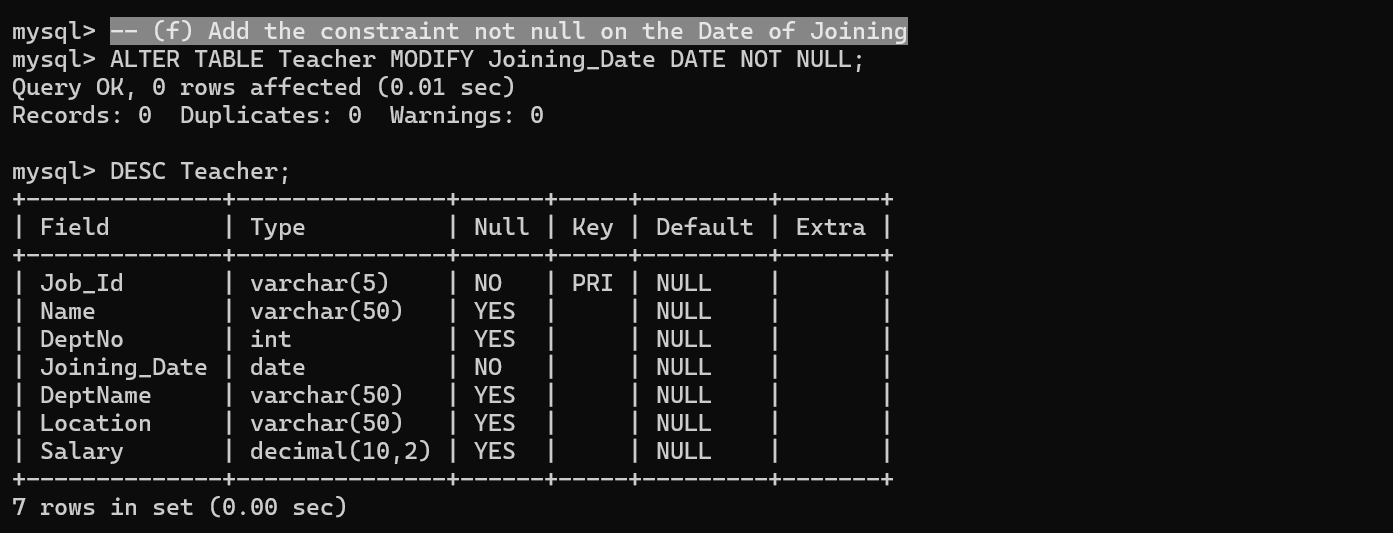 mysql> -- (f) Add the constraint not null on the Date of Joining
mysql> ALTER TABLE Teacher MODIFY Joining_Date DATE NOT NULL;
Query OK, 0 rows affected (0.01 sec)
Records: 0  Duplicates: 0  Warnings: 0

mysql> DESC Teacher;
+--------------+---------------+------+-----+---------+-------+
| Field        | Type          | Null | Key | Default | Extra |
+--------------+---------------+------+-----+---------+-------+
| Job_Id       | varchar(5)    | NO   | PRI | NULL    |       |
| Name         | varchar(50)   | YES  |     | NULL    |       |
| DeptNo       | int           | YES  |     | NULL    |       |
| Joining_Date | date          | NO   |     | NULL    |       |
| DeptName     | varchar(50)   | YES  |     | NULL    |       |
| Location     | varchar(50)   | YES  |     | NULL    |       |
| Salary       | decimal(10,2) | YES  |     | NULL    |       |
+--------------+---------------+------+-----+---------+-------+
7 rows in set (0.00 sec)